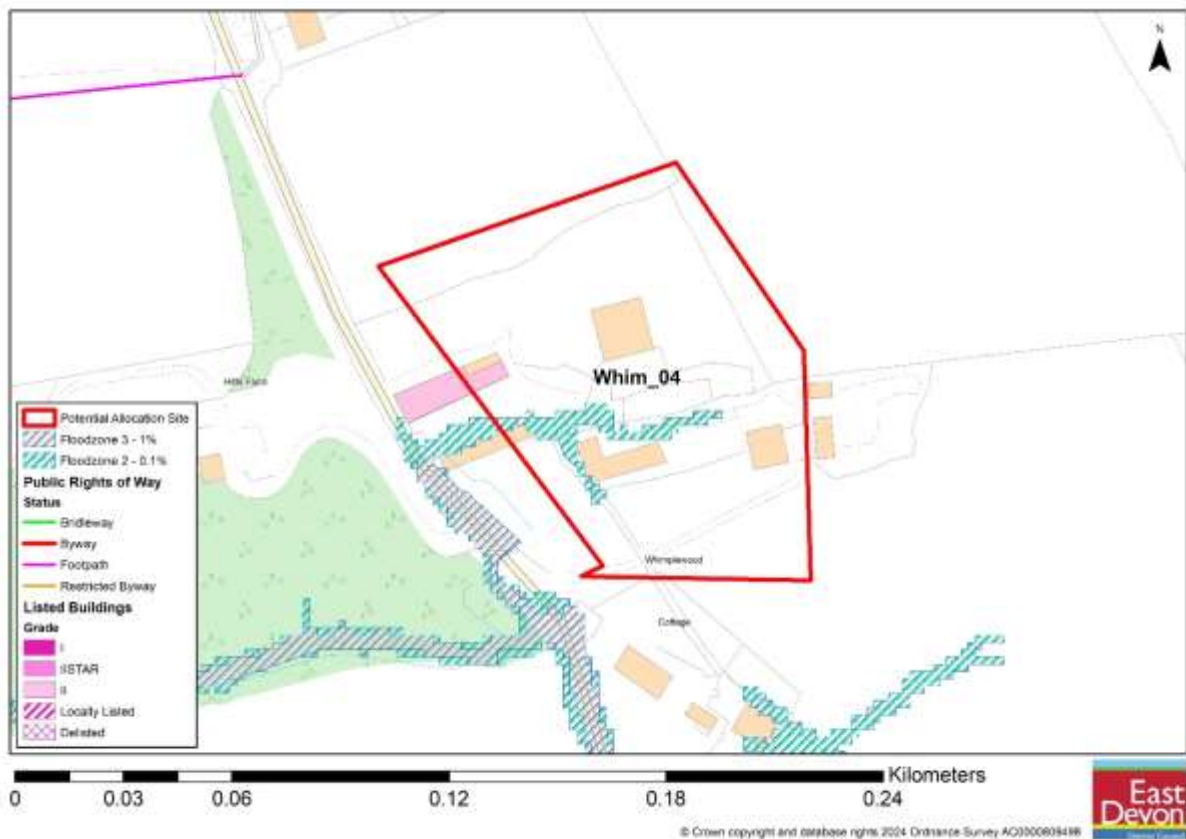 N
Whim_04
Hills Farm
Whimplewood
Cottage
Potential Allocation Site
Floodzone 3 - 1%
Floodzone 2 - 0.1%
Public Rights of Way
Status
Bridleway
Byway
Footpath
Restricted Byway
Listed Buildings
Grade
I
IISTAR
II
Locally Listed
Delisted
Kilometers
0 0.03 0.06 0.12 0.18 0.24
East
Devon
© Crown copyright and database rights 2024 Ordnance Survey